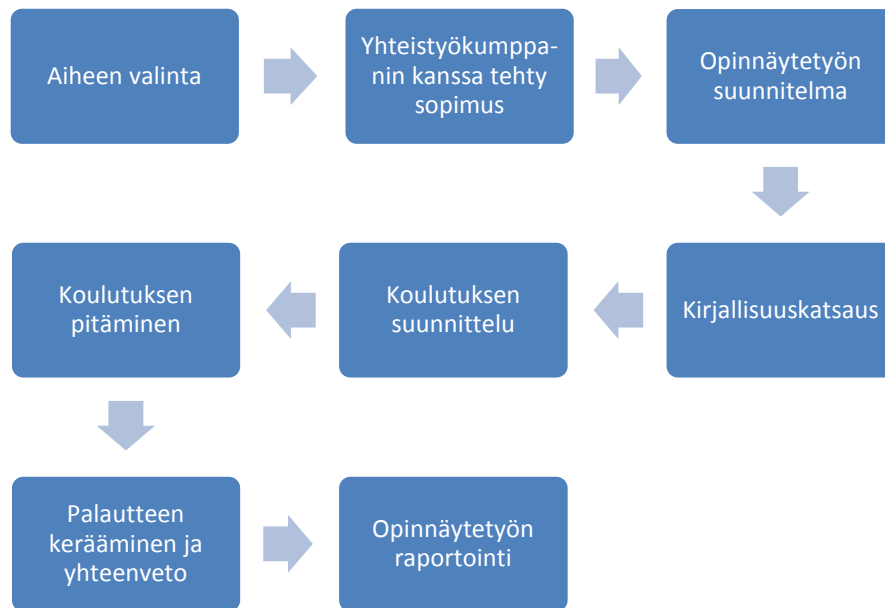 Aiheen valinta
Yhteistyökumppa-
nin kanssa tehty
sopimus
Opinnäytetyön
suunnitelma
Kirjallisuuskatsaus
Koulutuksen
suunnittelu
Koulutuksen
pitäminen
Palautteen
kerääminen ja
yhteenveto
Opinnäytetyön
raportointi